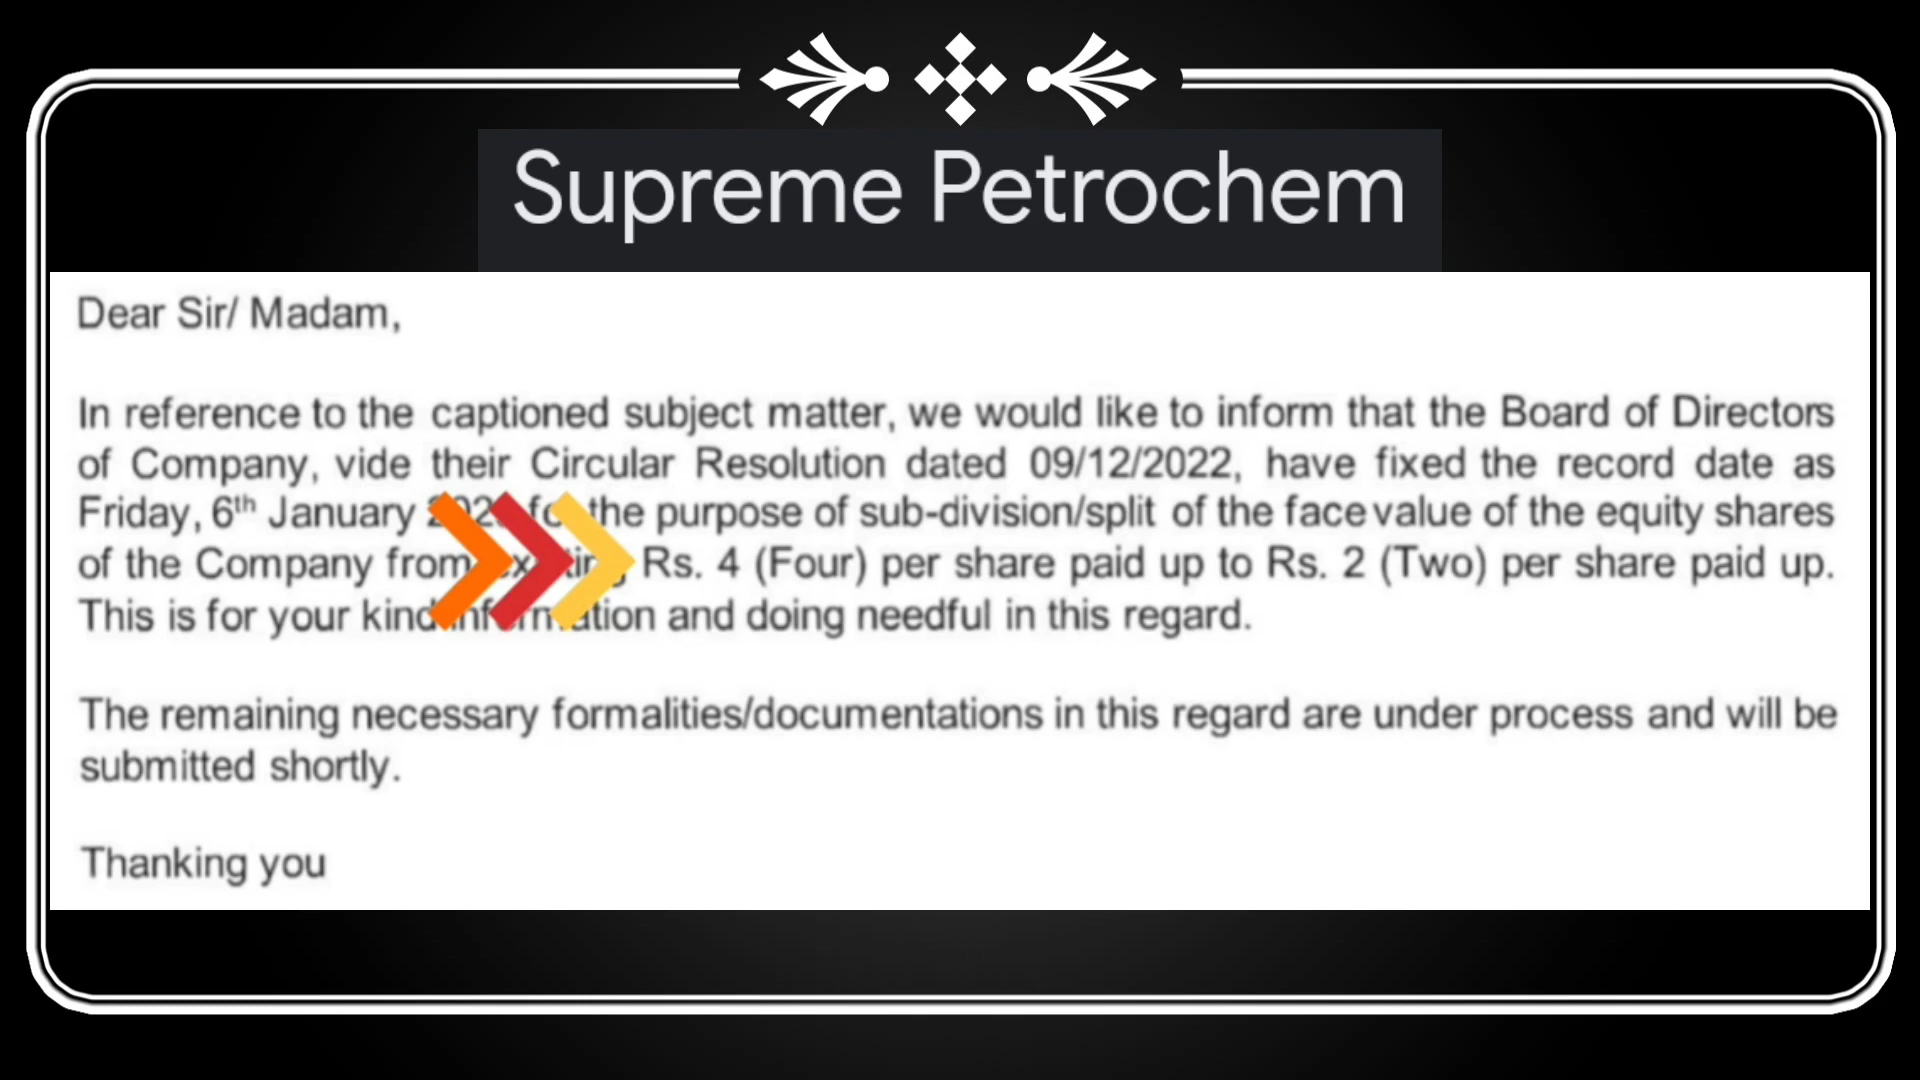 Supreme Petrochem
Dear Sir/ Madam,
In reference to the captioned subject matter, we would like to inform that the Board of Directors
of Company, vide their Circular Resolution dated 09/12/2022, have fixed the record date as
Friday, 6th January the purpose of sub-division/split of the face value of the equity shares
of the Company from Rs. 4 (Four) per share paid up to Rs. 2 (Two) per share paid up.
This is for your kind information and doing needful in this regard.
The remaining necessary formalities/documentations in this regard are under process and will be
submitted shortly.
Thanking you